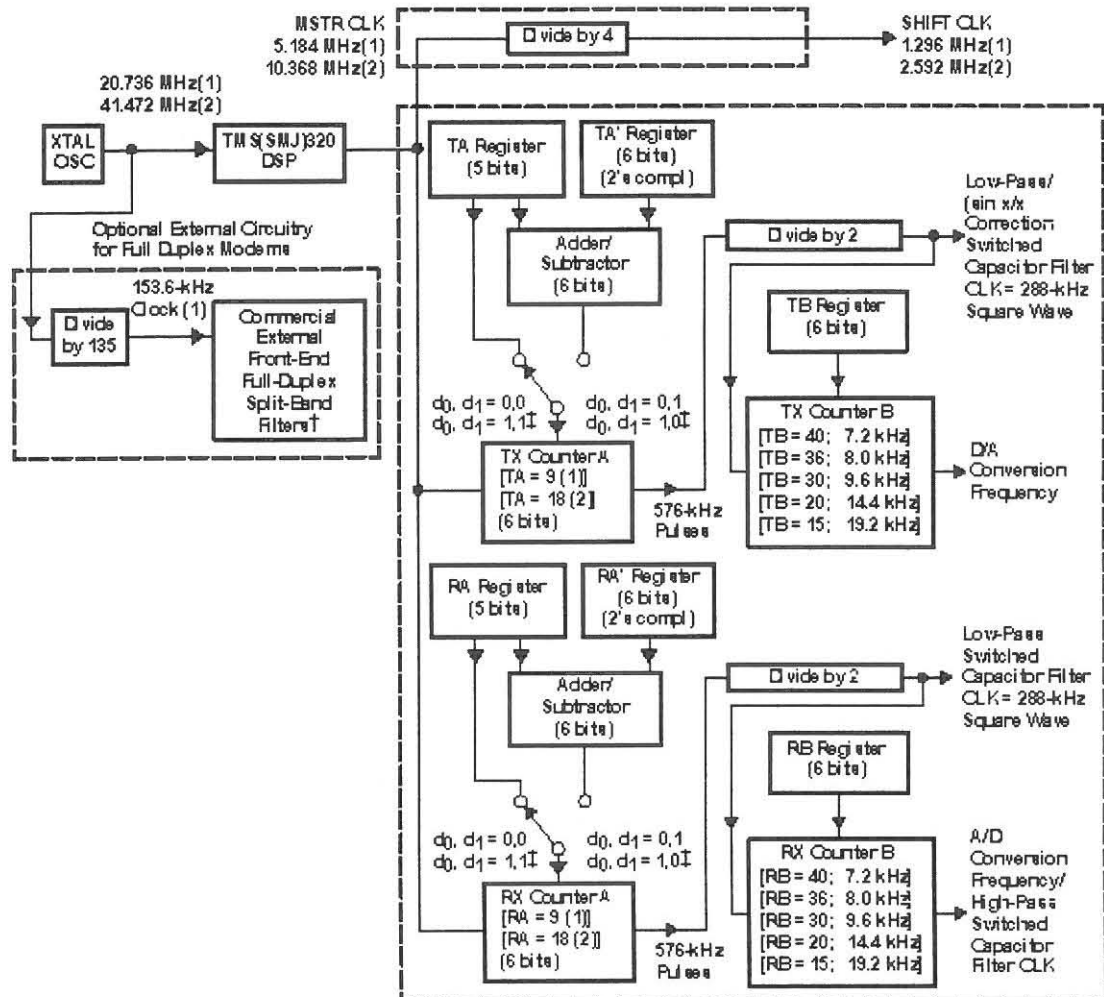 MSTR CLK
5.184 MHz(1)
10.368 MHz(2)
Divide by 4
SHIFT CLK
1.296 MHz(1)
2.592 MHz(2)
20.736 MHz(1)
41.472 MHz(2)
XTAL
OSC
TMS(SMJ)320
DSP
TA Register
(5 bits)
TA' Register
(6 bits)
(2's compl)
Adder/
Subtractor
(6 bits)
Divide by 2
Low-Pass/
(sin x/x
Correction
Switched
Capacitor Filter
CLK = 288-kHz
Square Wave
Optional External Circuitry
for Full Duplex Modems
153.6-kHz
Clock (1)
Divide
by 135
Commercial
External
Front-End
Full-Duplex
Split-Band
Filters†
TB Register
(6 bits)
d0, d1 = 0,0
d0, d1 = 1,1‡
d0, d1 = 0,1
d0, d1 = 1,0‡
TX Counter A
[TA = 9 (1)]
[TA = 18 (2)]
(6 bits)
576-kHz
Pulses
TX Counter B
[TB = 40; 7.2 kHz]
[TB = 36; 8.0 kHz]
[TB = 30; 9.6 kHz]
[TB = 20; 14.4 kHz]
[TB = 15; 19.2 kHz]
D/A
Conversion
Frequency
RA Register
(5 bits)
RA' Register
(6 bits)
(2's compl)
Adder/
Subtractor
(6 bits)
Divide by 2
Low-Pass
Switched
Capacitor Filter
CLK = 288-kHz
Square Wave
RB Register
(6 bits)
d0, d1 = 0,0
d0, d1 = 1,1‡
d0, d1 = 0,1
d0, d1 = 1,0‡
RX Counter A
[RA = 9 (1)]
[RA = 18 (2)]
(6 bits)
576-kHz
Pulses
RX Counter B
[RB = 40; 7.2 kHz]
[RB = 36; 8.0 kHz]
[RB = 30; 9.6 kHz]
[RB = 20; 14.4 kHz]
[RB = 15; 19.2 kHz]
A/D
Conversion
Frequency/
High-Pass
Switched
Capacitor
Filter CLK